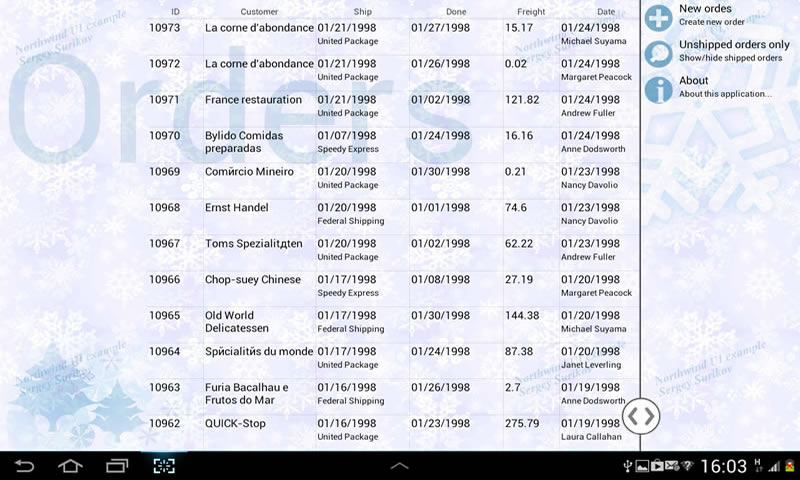 ID Customer Ship Done Freight Date
10973 La corne d'abondance 01/21/1998 01/27/1998 15.17 01/24/1998
United Package Michael Suyama
10972 La corne d'abondance 01/21/1998 01/26/1998 0.02 01/24/1998
United Package Margaret Peacock
10971 France restauration 01/21/1998 01/02/1998 121.82 01/24/1998
United Package Andrew Fuller
10970 Bylido Comidas 01/07/1998 01/24/1998 16.16 01/24/1998
preparadas Speedy Express Anne Dodsworth
10969 Comйrcio Mineiro 01/20/1998 01/30/1998 0.21 01/23/1998
United Package Nancy Davolio
10968 Ernst Handel 01/20/1998 01/01/1998 74.6 01/23/1998
Federal Shipping Nancy Davolio
10967 Toms Spezialitдten 01/20/1998 01/02/1998 62.22 01/23/1998
United Package Andrew Fuller
10966 Chop-suey Chinese 01/17/1998 01/08/1998 27.19 01/20/1998
Speedy Express Margaret Peacock
10965 Old World 01/17/1998 01/30/1998 144.38 01/20/1998
Delicatessen Federal Shipping Michael Suyama
10964 Spйcialitйs du monde 01/17/1998 01/24/1998 87.38 01/20/1998
United Package Janet Leverling
10963 Furia Bacalhau e 01/16/1998 01/26/1998 2.7 01/19/1998
Frutos do Mar Federal Shipping Anne Dodsworth
10962 QUICK-Stop 01/16/1998 01/23/1998 275.79 01/19/1998
United Package Laura Callahan
Orders
Northwind UI example
Sergey Surikov
Northwind UI example
Sergey Surikov
Northwind UI example
Sergey Surikov
New ordes
Create new order
Unshipped orders only
Show/hide shipped orders
About
About this application...
16:03 H